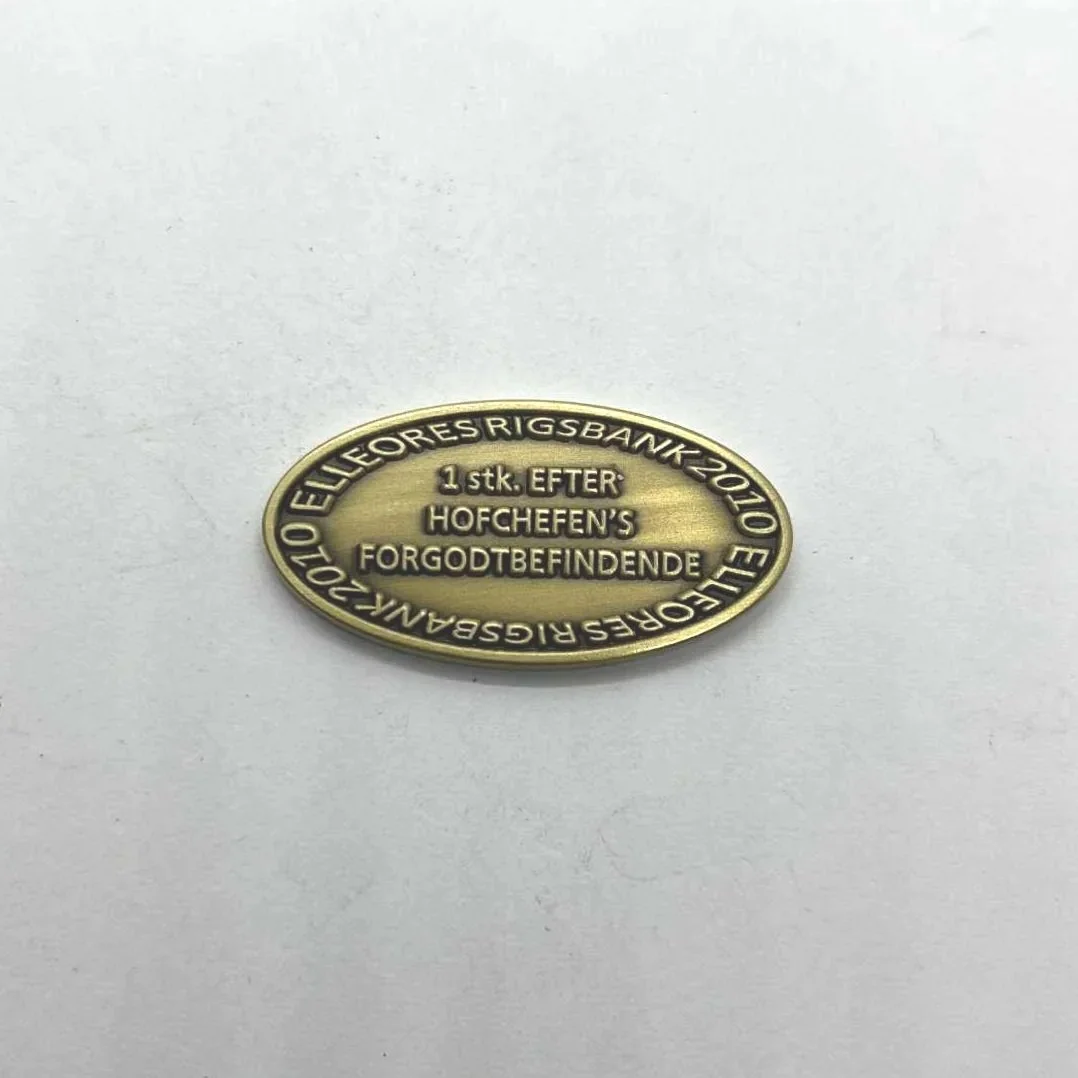 ELLEORES RIGSBANK 2010 ELLEORES RIGSBANK 2010
1 stk. EFTER
HOFCHEFEN'S
FORGODTBEFINDENDE